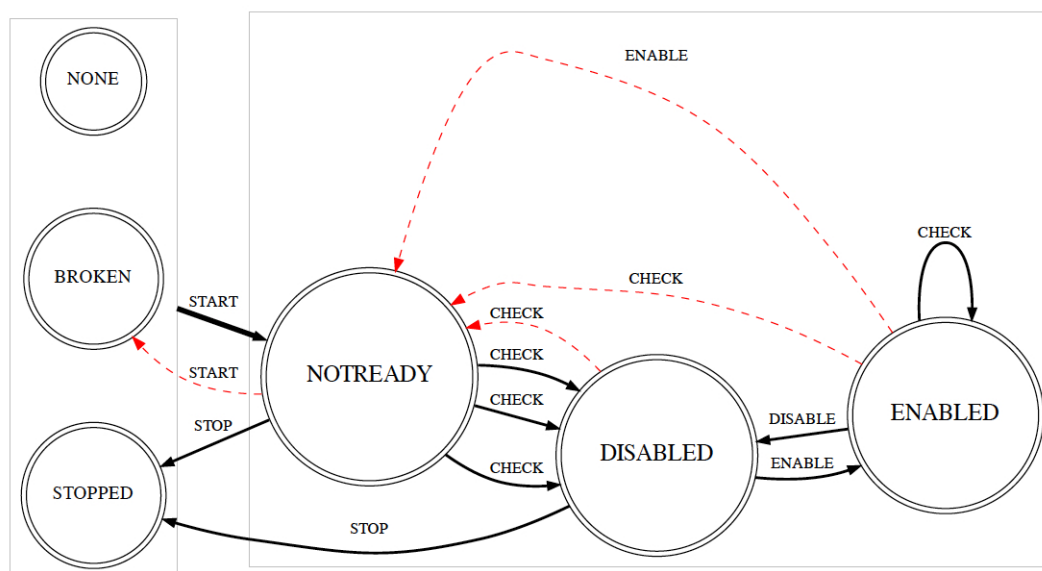 NONE
ENABLE
CHECK
BROKEN
CHECK
START
CHECK
CHECK
START
NOTREADY
CHECK
ENABLED
STOP
DISABLE
DISABLED
ENABLE
CHECK
STOPPED
STOP